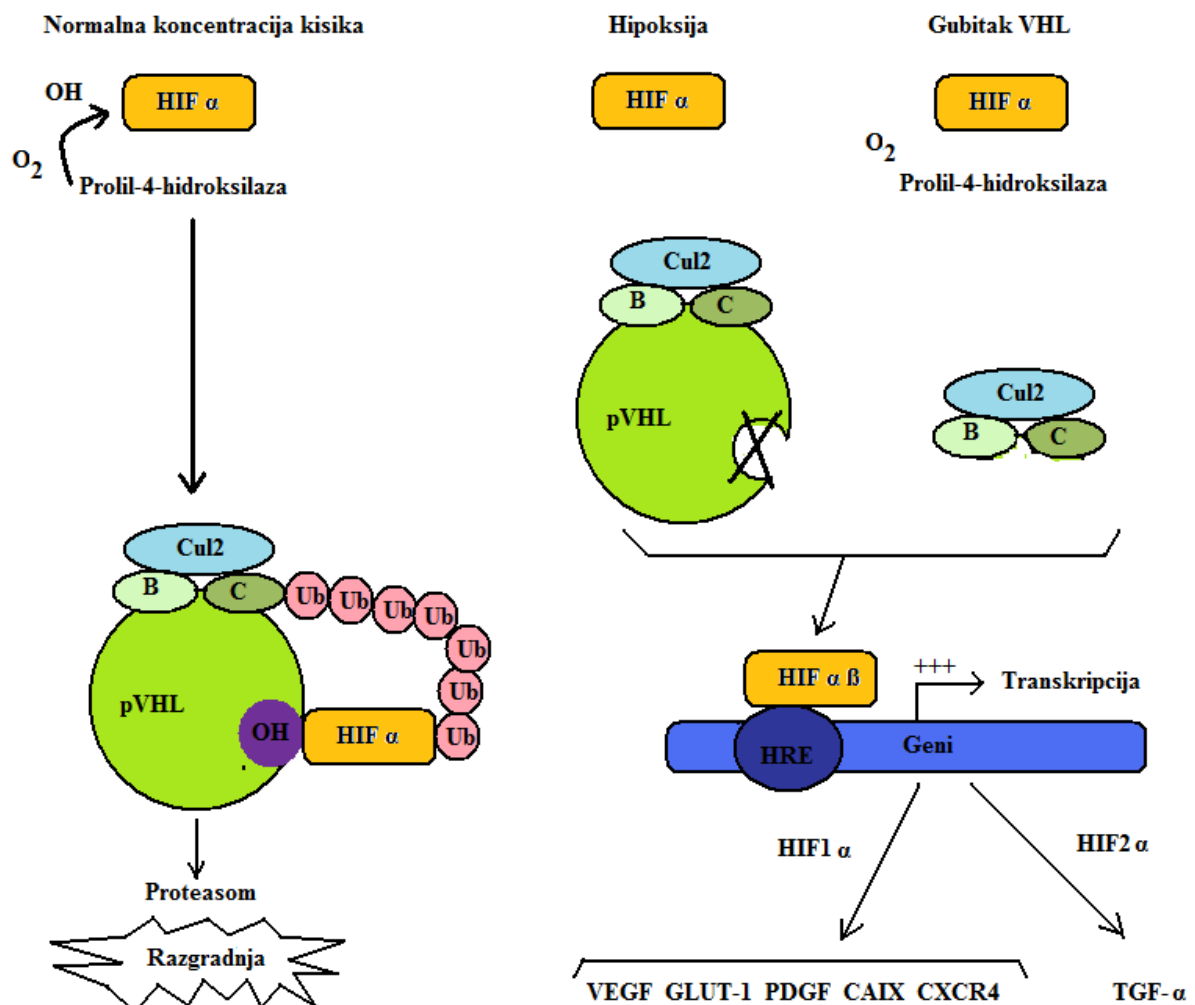 Normalna koncentracija kisika
OH
HIF α
O2
Prolil-4-hidroksilaza
Cul2
B
C
Ub
Ub
Ub
Ub
Ub
Ub
Ub
pVHL
OH
HIF α
Proteasom
Razgradnja
Hipoksija
HIF α
Cul2
B
C
pVHL
Gubitak VHL
HIF α
O2
Prolil-4-hidroksilaza
Cul2
B
C
HIF α ß
+++
Transkripcija
HRE
Geni
HIF1 α
HIF2 α
VEGF GLUT-1 PDGF CAIX CXCR4
TGF- α